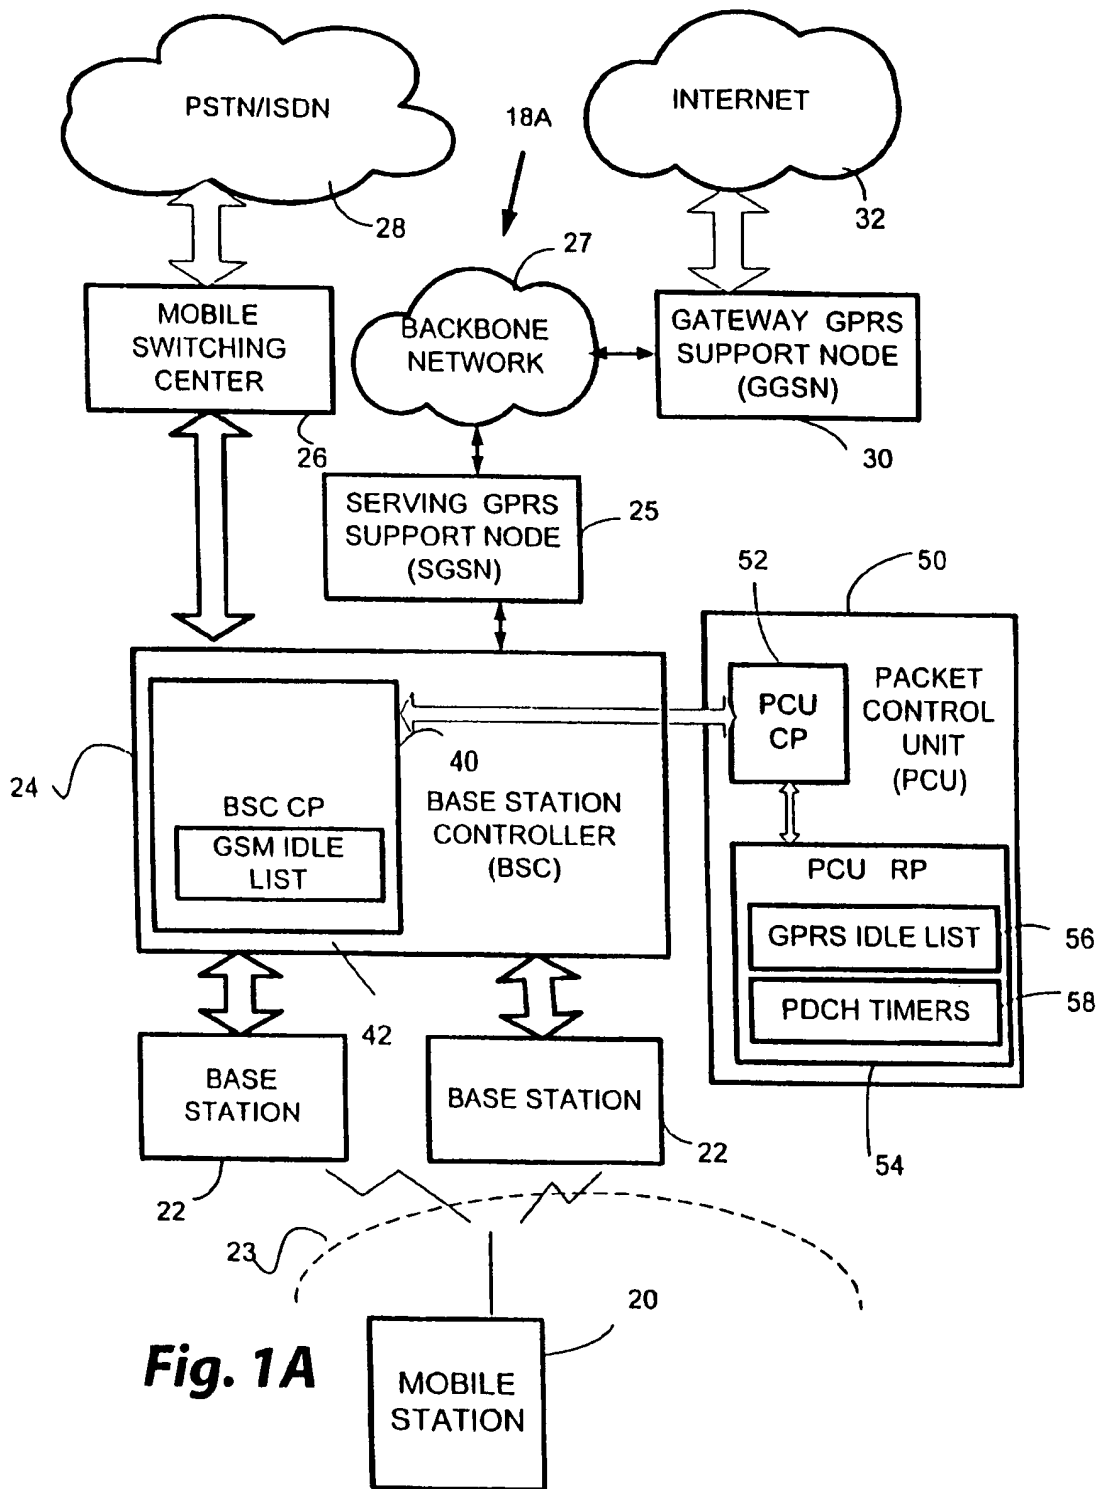 PSTN/ISDN
INTERNET
18A
28
32
27
MOBILE
SWITCHING
CENTER
BACKBONE
NETWORK
GATEWAY GPRS
SUPPORT NODE
(GGSN)
26
30
SERVING GPRS
SUPPORT NODE
(SGSN)
25
52
50
PCU
CP
PACKET
CONTROL
UNIT
(PCU)
24
40
BSC CP
GSM IDLE
LIST
BASE STATION
CONTROLLER
(BSC)
PCU RP
GPRS IDLE LIST
56
PDCH TIMERS
58
42
BASE
STATION
BASE STATION
22
22
54
23
20
Fig. 1A
MOBILE
STATION